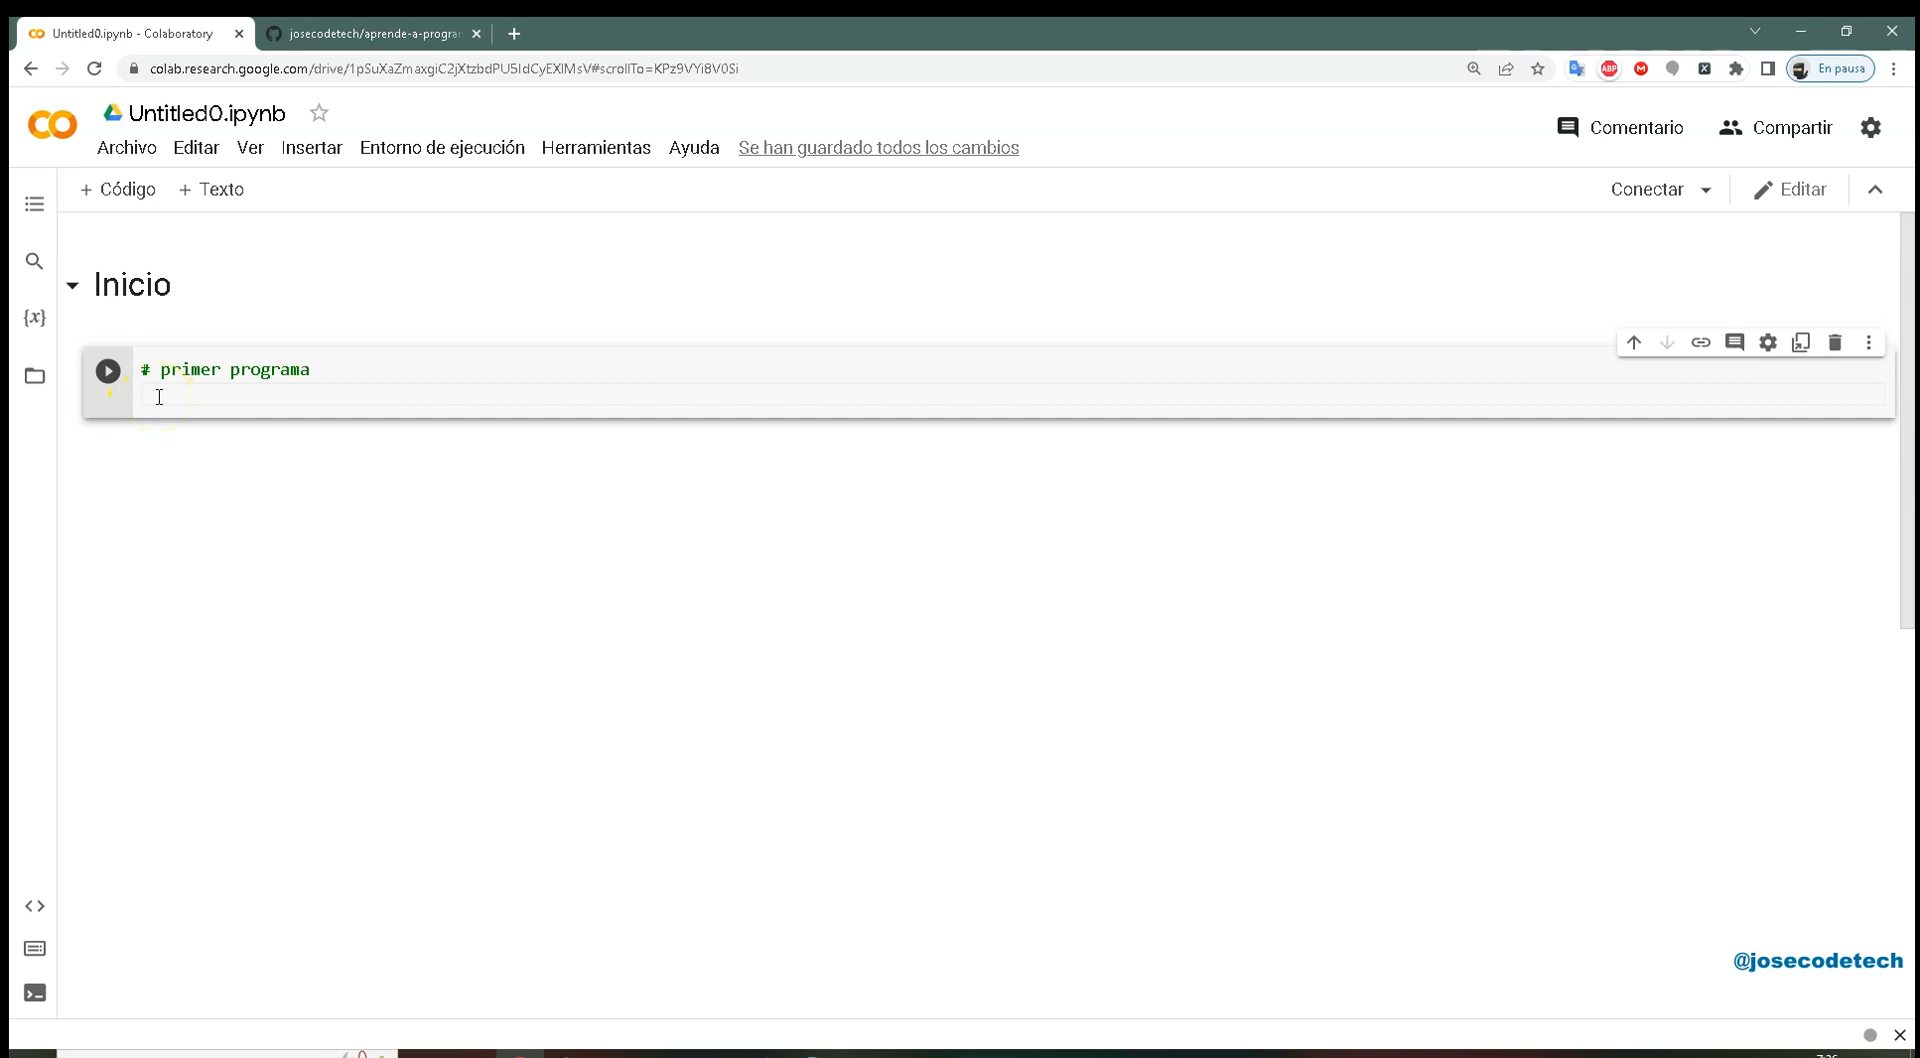 Untitled0.ipynb - Colaboratory
josecodetech/aprende-a-progra
colab.research.google.com/drive/1pSuXaZmaxgiC2jXtzbdPU5IdCyEXlMsV#scrollTo=KPz9VYi8V0Si
ABP
M
X
En pausa
CO
Untitled0.ipynb
Comentario
Compartir
Archivo Editar Ver Insertar Entorno de ejecución Herramientas Ayuda Se han guardado todos los cambios
+ Código + Texto
Conectar
Editar
Inicio
{x}
# primer programa
@josecodetech